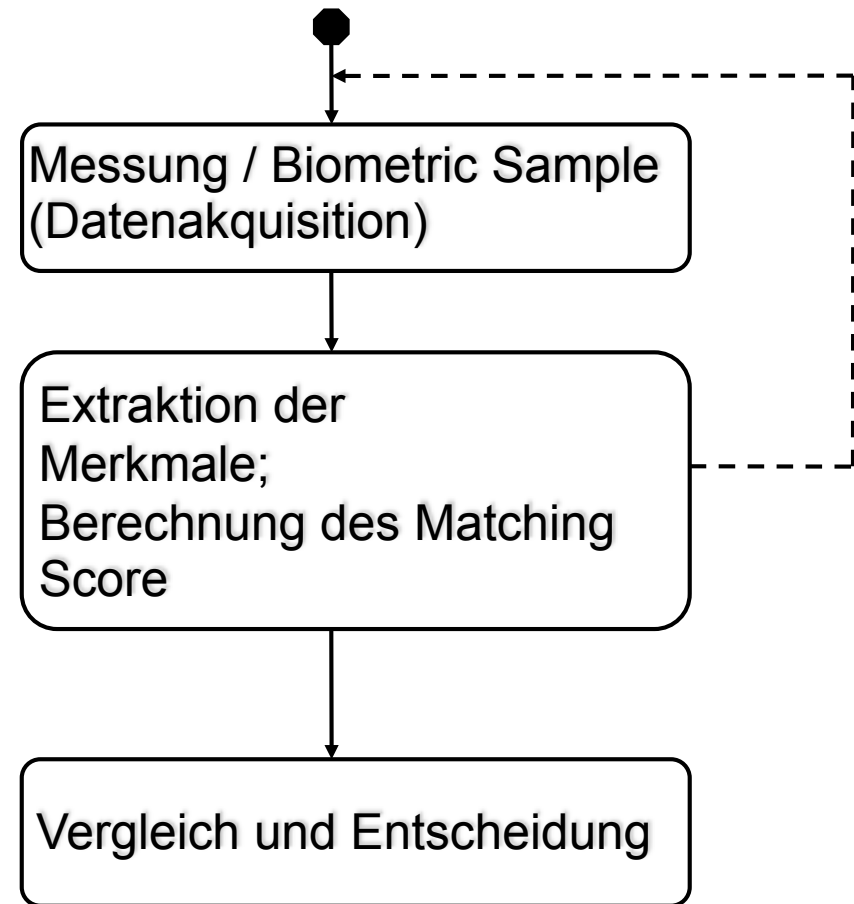 Messung / Biometric Sample
(Datenakquisition)
Extraktion der
Merkmale;
Berechnung des Matching
Score
Vergleich und Entscheidung